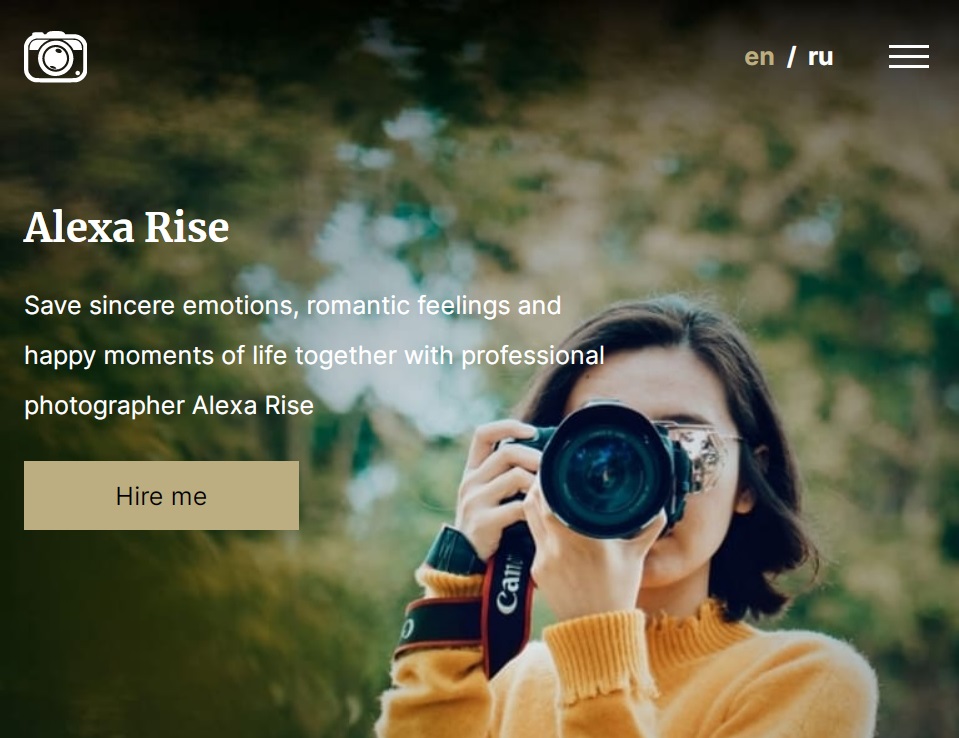 en / ru
Alexa Rise
Save sincere emotions, romantic feelings and
happy moments of life together with professional
photographer Alexa Rise
Hire me
Can